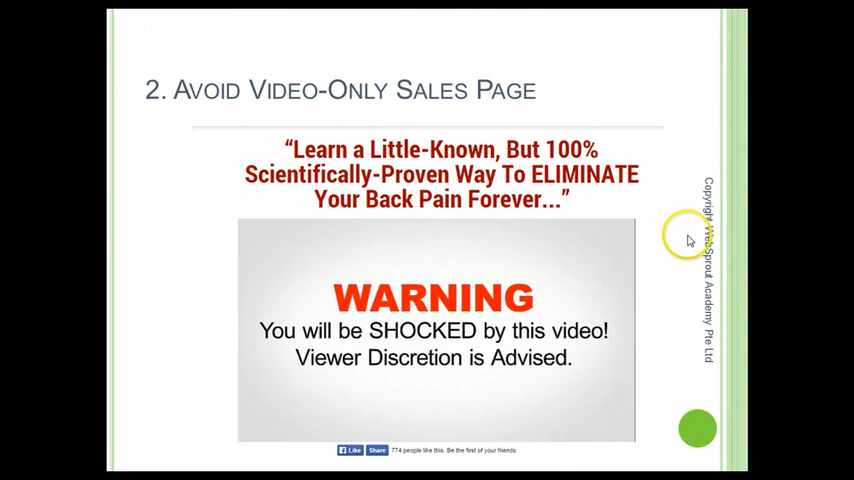 2. AVOID VIDEO-ONLY SALES PAGE
“Learn a Little-Known, But 100%
Scientifically-Proven Way To ELIMINATE
Your Back Pain Forever...”
WARNING
You will be SHOCKED by this video!
Viewer Discretion is Advised.
Like Share 774 people like this. Be the first of your friends.
Copyright WebSprout Academy Pte Ltd